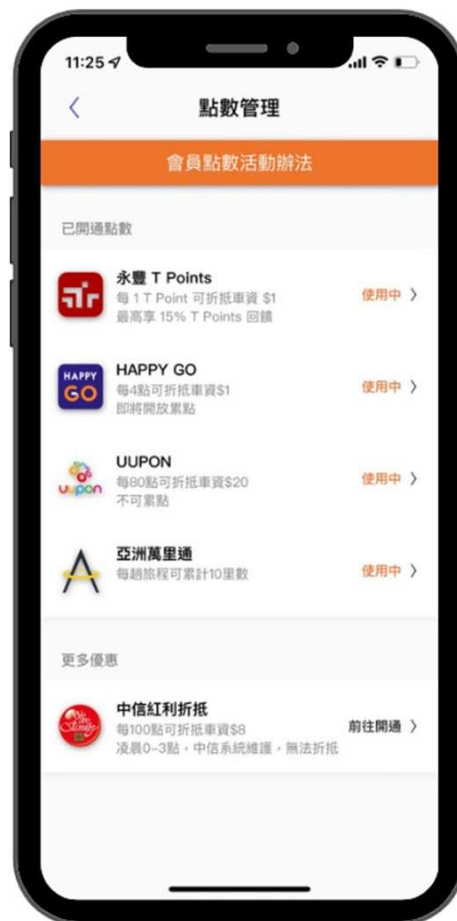 11:25
點數管理
會員點數活動辦法
已開通點數
永豐 T Points
每 1 T Point 可折抵車資 $1
最高享 15% T Points 回饋
使用中
HAPPY GO
HAPPY GO
每4點可折抵車資$1
即將開放累點
使用中
uupon
UUPON
每80點可折抵車資$20
不可累點
使用中
亞洲萬里通
每趟旅程可累計10里數
使用中
更多優惠
中信紅利折抵
每100點可折抵車資$8
凌晨0-3點，中信系統維護，無法折抵
前往開通